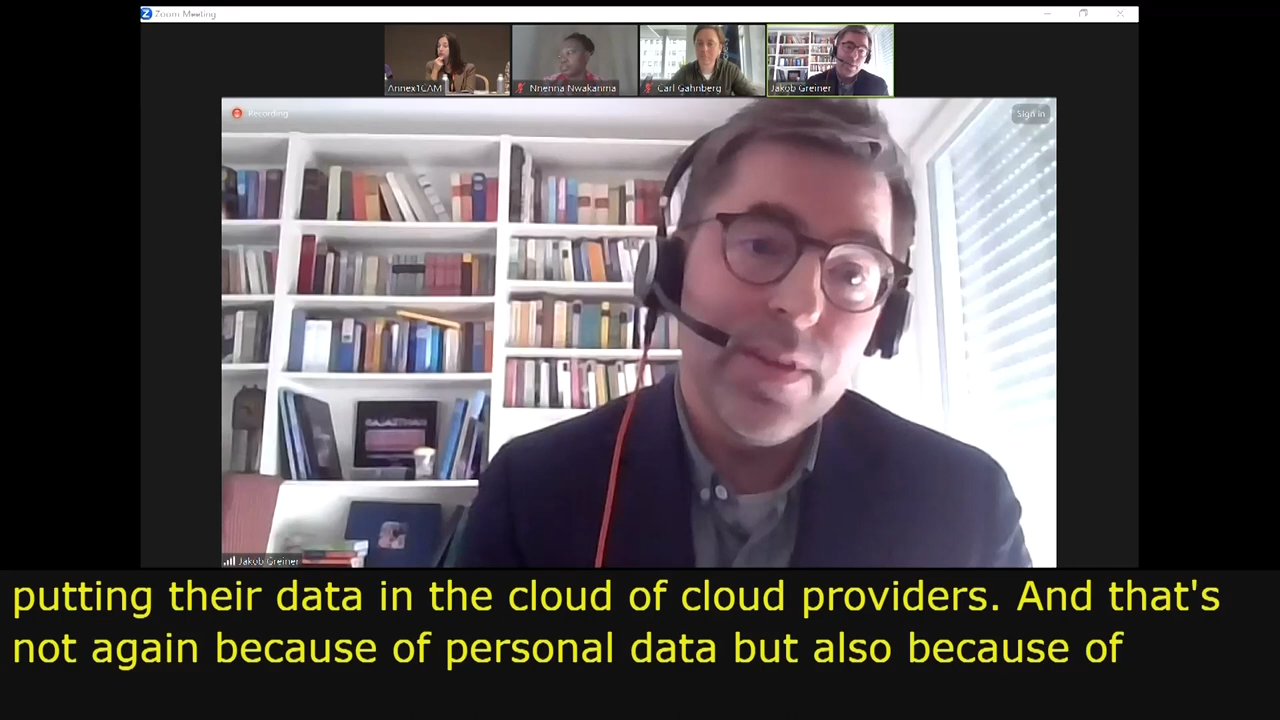 Zoom Meeting
Annex1CAM
Nnenna Nwakanma
Carl Gahnberg
Jakob Greiner
Recording
Sign in
RAJASTHAN
Jakob Greiner
putting their data in the cloud of cloud providers. And that's
not again because of personal data but also because of